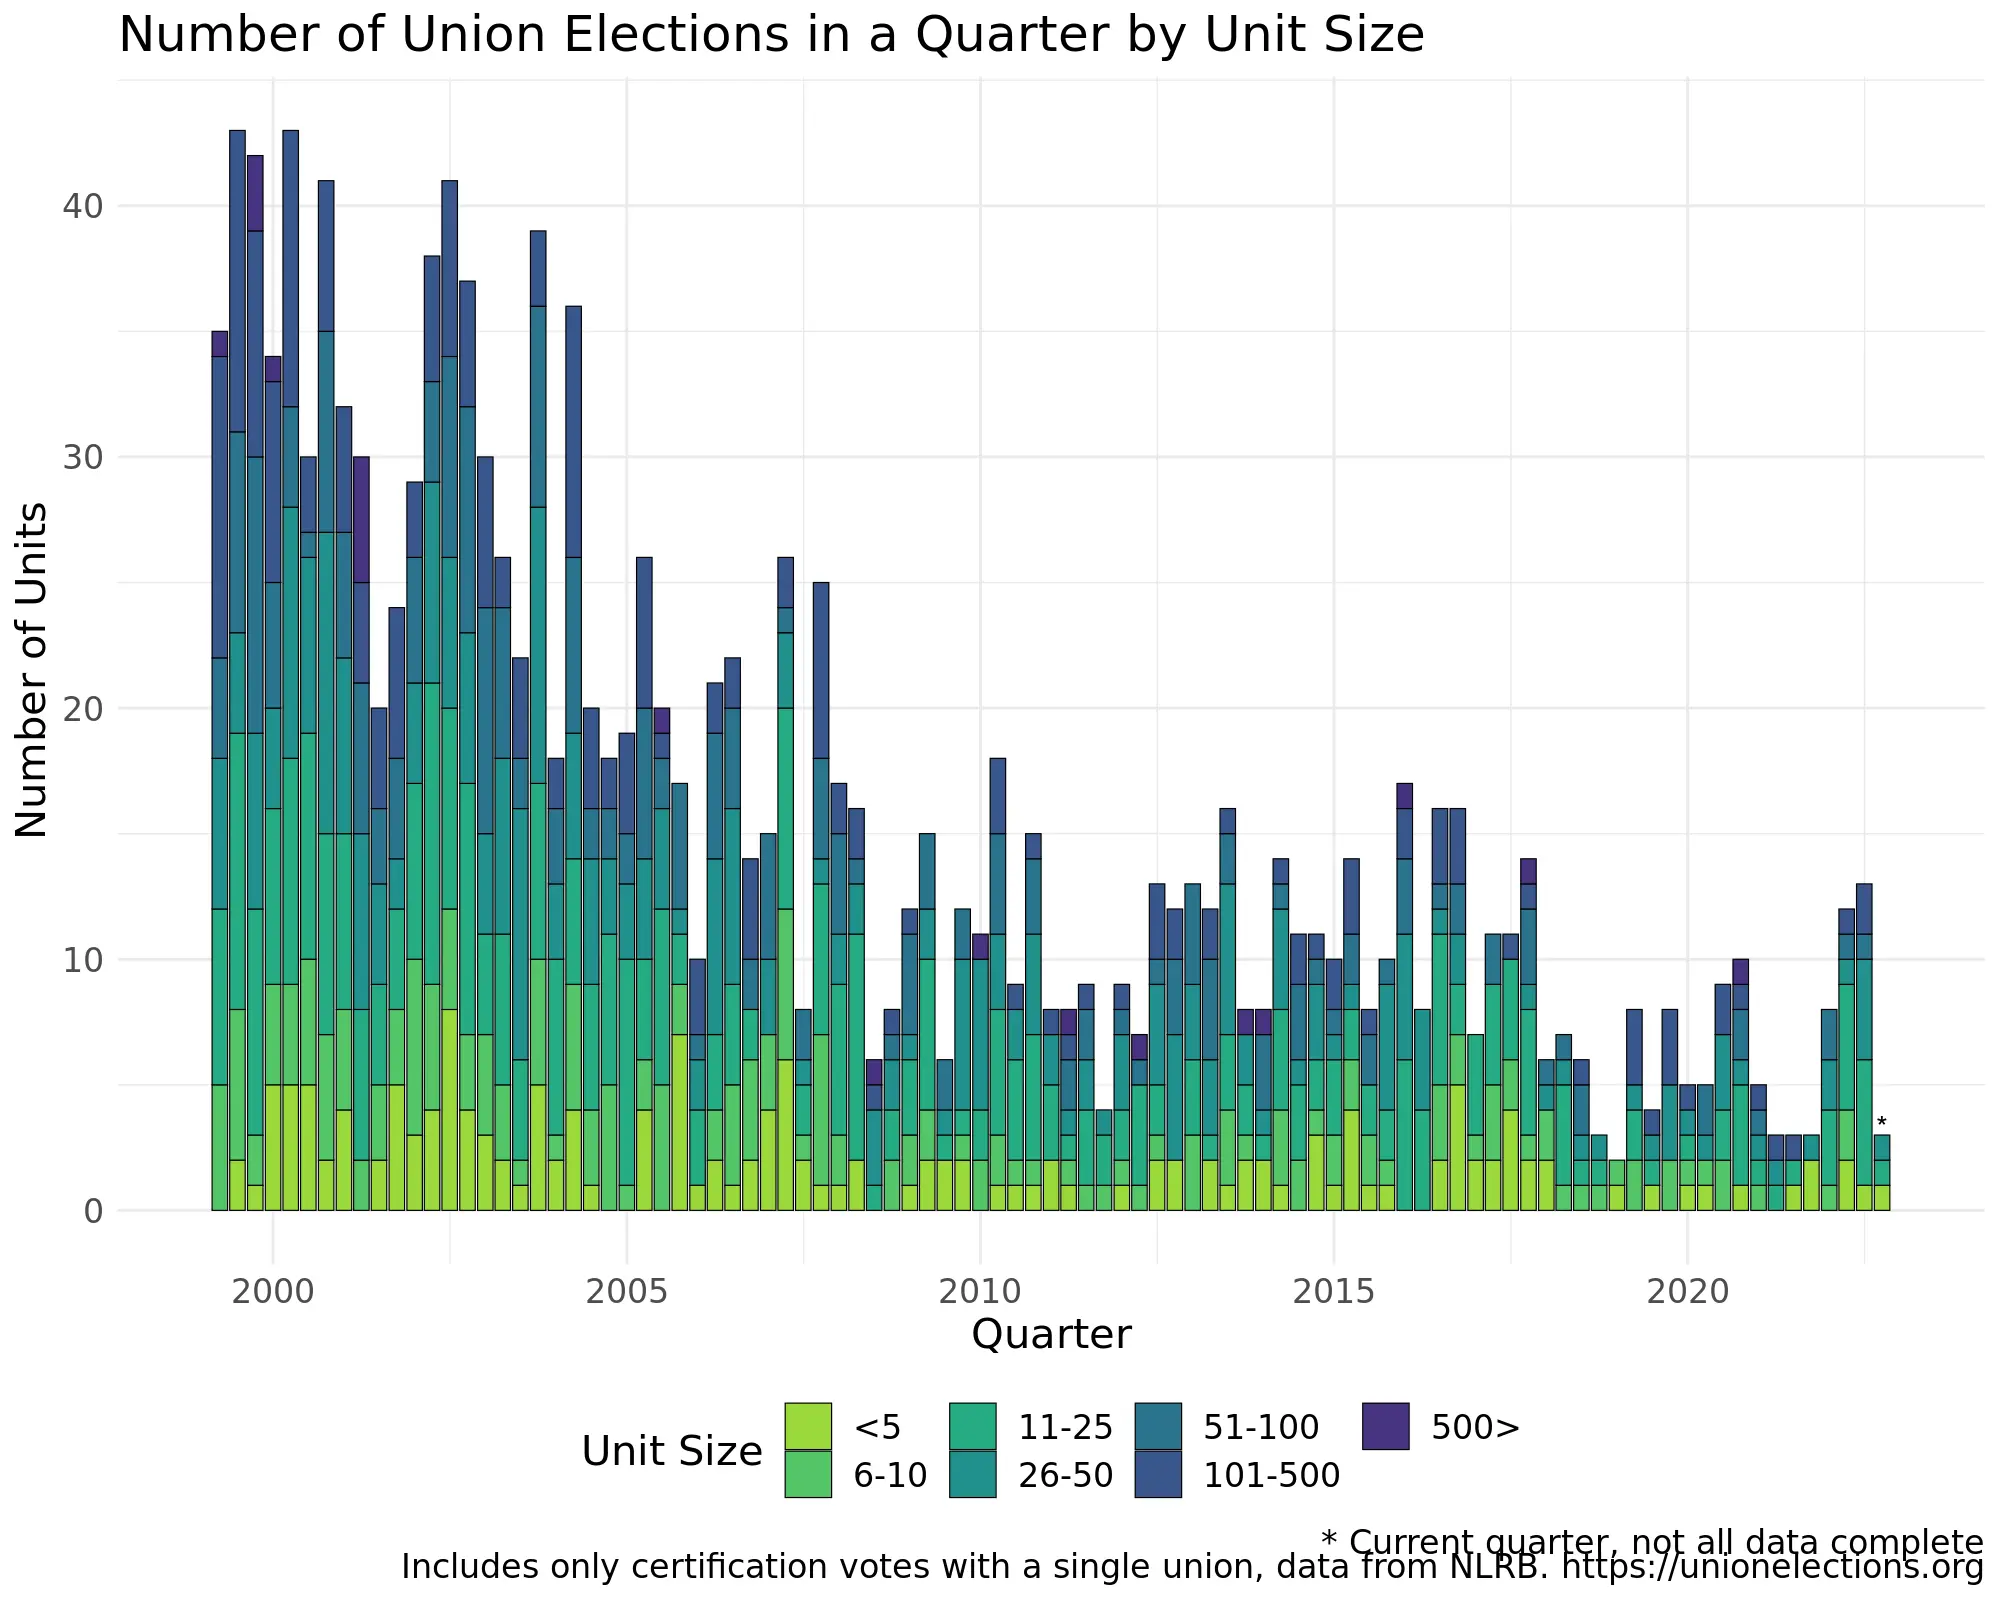 Number of Union Elections in a Quarter by Unit Size
Number of Units
40
30
20
10
0
*
2000 2005 2010 2015 2020
Quarter
Unit Size
<5 11-25 51-100 500>
6-10 26-50 101-500
* Current quarter, not all data complete
Includes only certification votes with a single union, data from NLRB. https://unionelections.org